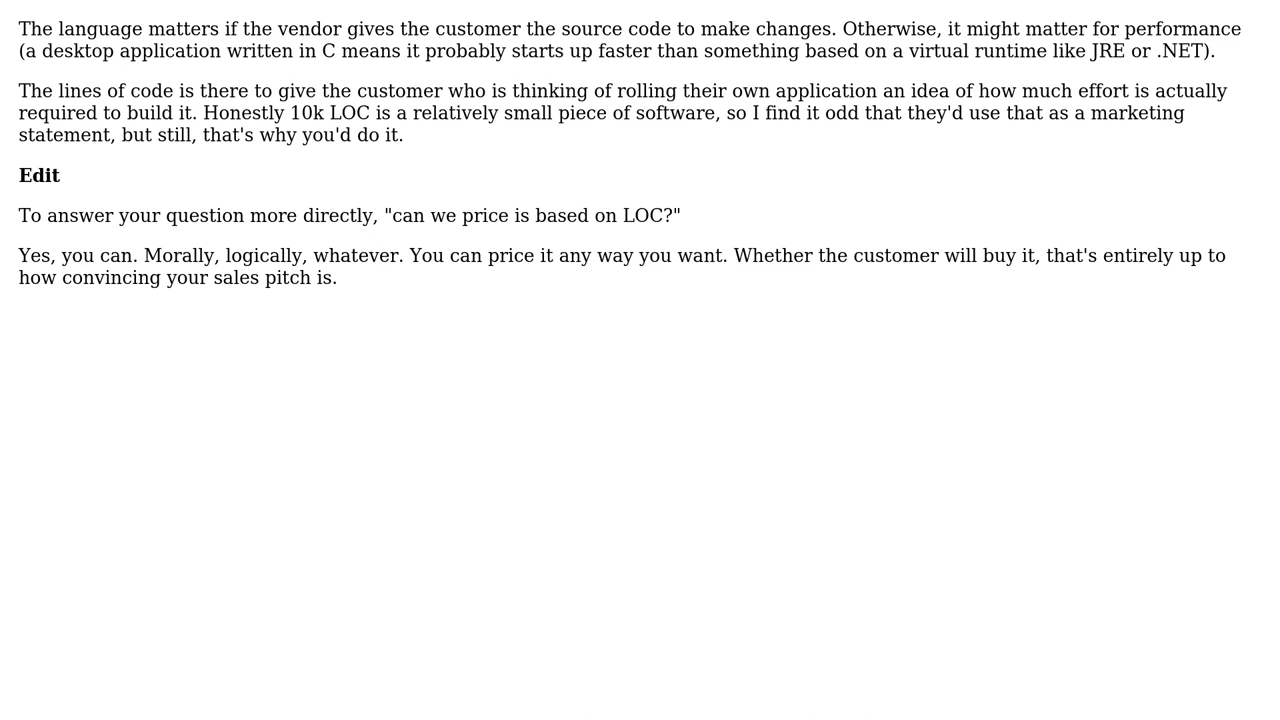 The language matters if the vendor gives the customer the source code to make changes. Otherwise, it might matter for performance
(a desktop application written in C means it probably starts up faster than something based on a virtual runtime like JRE or .NET).
The lines of code is there to give the customer who is thinking of rolling their own application an idea of how much effort is actually
required to build it. Honestly 10k LOC is a relatively small piece of software, so I find it odd that they'd use that as a marketing
statement, but still, that's why you'd do it.
Edit
To answer your question more directly, "can we price is based on LOC?"
Yes, you can. Morally, logically, whatever. You can price it any way you want. Whether the customer will buy it, that's entirely up to
how convincing your sales pitch is.